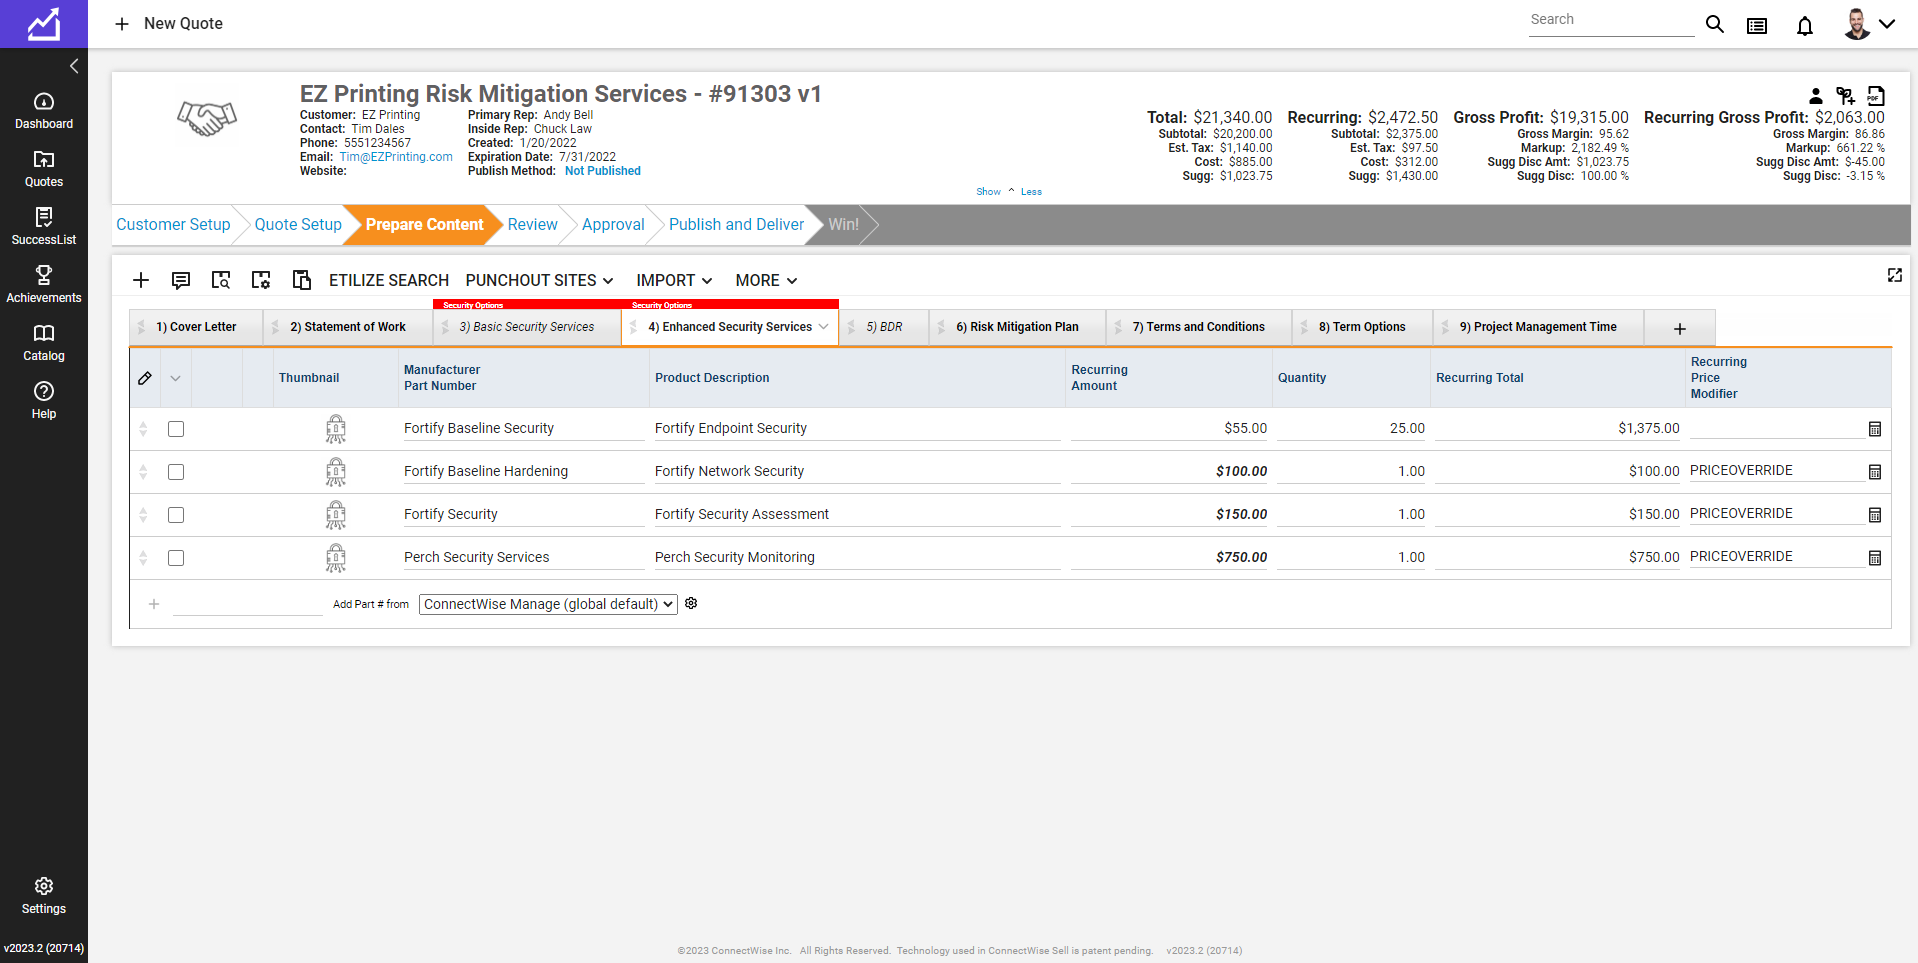 New Quote
Search
Dashboard
Quotes
SuccessList
Achievements
Catalog
Help
Settings
v2023.2 (20714)
EZ Printing Risk Mitigation Services - #91303 v1
Customer: EZ Printing
Contact: Tim Dales
Phone: 5551234567
Email: Tim@EZPrinting.com
Website:
Primary Rep: Andy Bell
Inside Rep: Chuck Law
Created: 1/20/2022
Expiration Date: 7/31/2022
Publish Method: Not Published
Total: $21,340.00
Subtotal: $20,200.00
Est. Tax: $1,140.00
Cost: $885.00
Sugg: $1,023.75
Recurring: $2,472.50
Subtotal: $2,375.00
Est. Tax: $97.50
Cost: $312.00
Sugg: $1,430.00
Gross Profit: $19,315.00
Gross Margin: 95.62
Markup: 2,182.49 %
Sugg Disc Amt: $1,023.75
Sugg Disc: 100.00 %
PDF
Recurring Gross Profit: $2,063.00
Gross Margin: 86.86
Markup: 661.22 %
Sugg Disc Amt: $-45.00
Sugg Disc: -3.15 %
Show ^ Less
Customer Setup Quote Setup Prepare Content Review Approval Publish and Deliver Win!
ETILIZE SEARCH PUNCHOUT SITES IMPORT MORE
Security Options Security Options
1) Cover Letter 2) Statement of Work 3) Basic Security Services 4) Enhanced Security Services 5) BDR 6) Risk Mitigation Plan 7) Terms and Conditions 8) Term Options 9) Project Management Time +
Thumbnail
Manufacturer
Part Number
Product Description
Recurring
Amount
Quantity
Recurring Total
Recurring
Price
Modifier
Fortify Baseline Security Fortify Endpoint Security $55.00 25.00 $1,375.00
Fortify Baseline Hardening Fortify Network Security $100.00 1.00 $100.00 PRICEOVERRIDE
Fortify Security Fortify Security Assessment $150.00 1.00 $150.00 PRICEOVERRIDE
Perch Security Services Perch Security Monitoring $750.00 1.00 $750.00 PRICEOVERRIDE
Add Part # from ConnectWise Manage (global default)
©2023 ConnectWise Inc. All Rights Reserved. Technology used in ConnectWise Sell is patent pending. v2023.2 (20714)